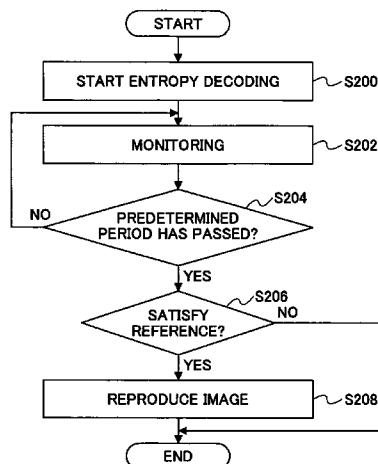 START
START ENTROPY DECODING
S200
MONITORING
S202
S204
PREDETERMINED
PERIOD HAS PASSED?
NO
YES
S206
SATISFY
REFERENCE?
NO
YES
REPRODUCE IMAGE
S208
END